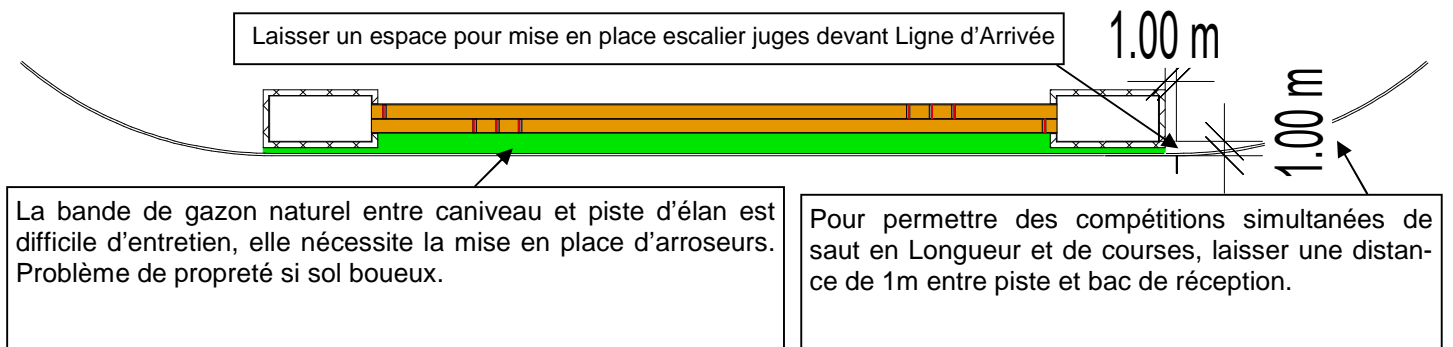 Laisser un espace pour mise en place escalier juges devant Ligne d’Arrivée
1.00 m
1.00 m
La bande de gazon naturel entre caniveau et piste d’élan est
difficile d’entretien, elle nécessite la mise en place d’arroseurs.
Problème de propreté si sol boueux.
Pour permettre des compétitions simultanées de
saut en Longueur et de courses, laisser une distan-
ce de 1m entre piste et bac de réception.